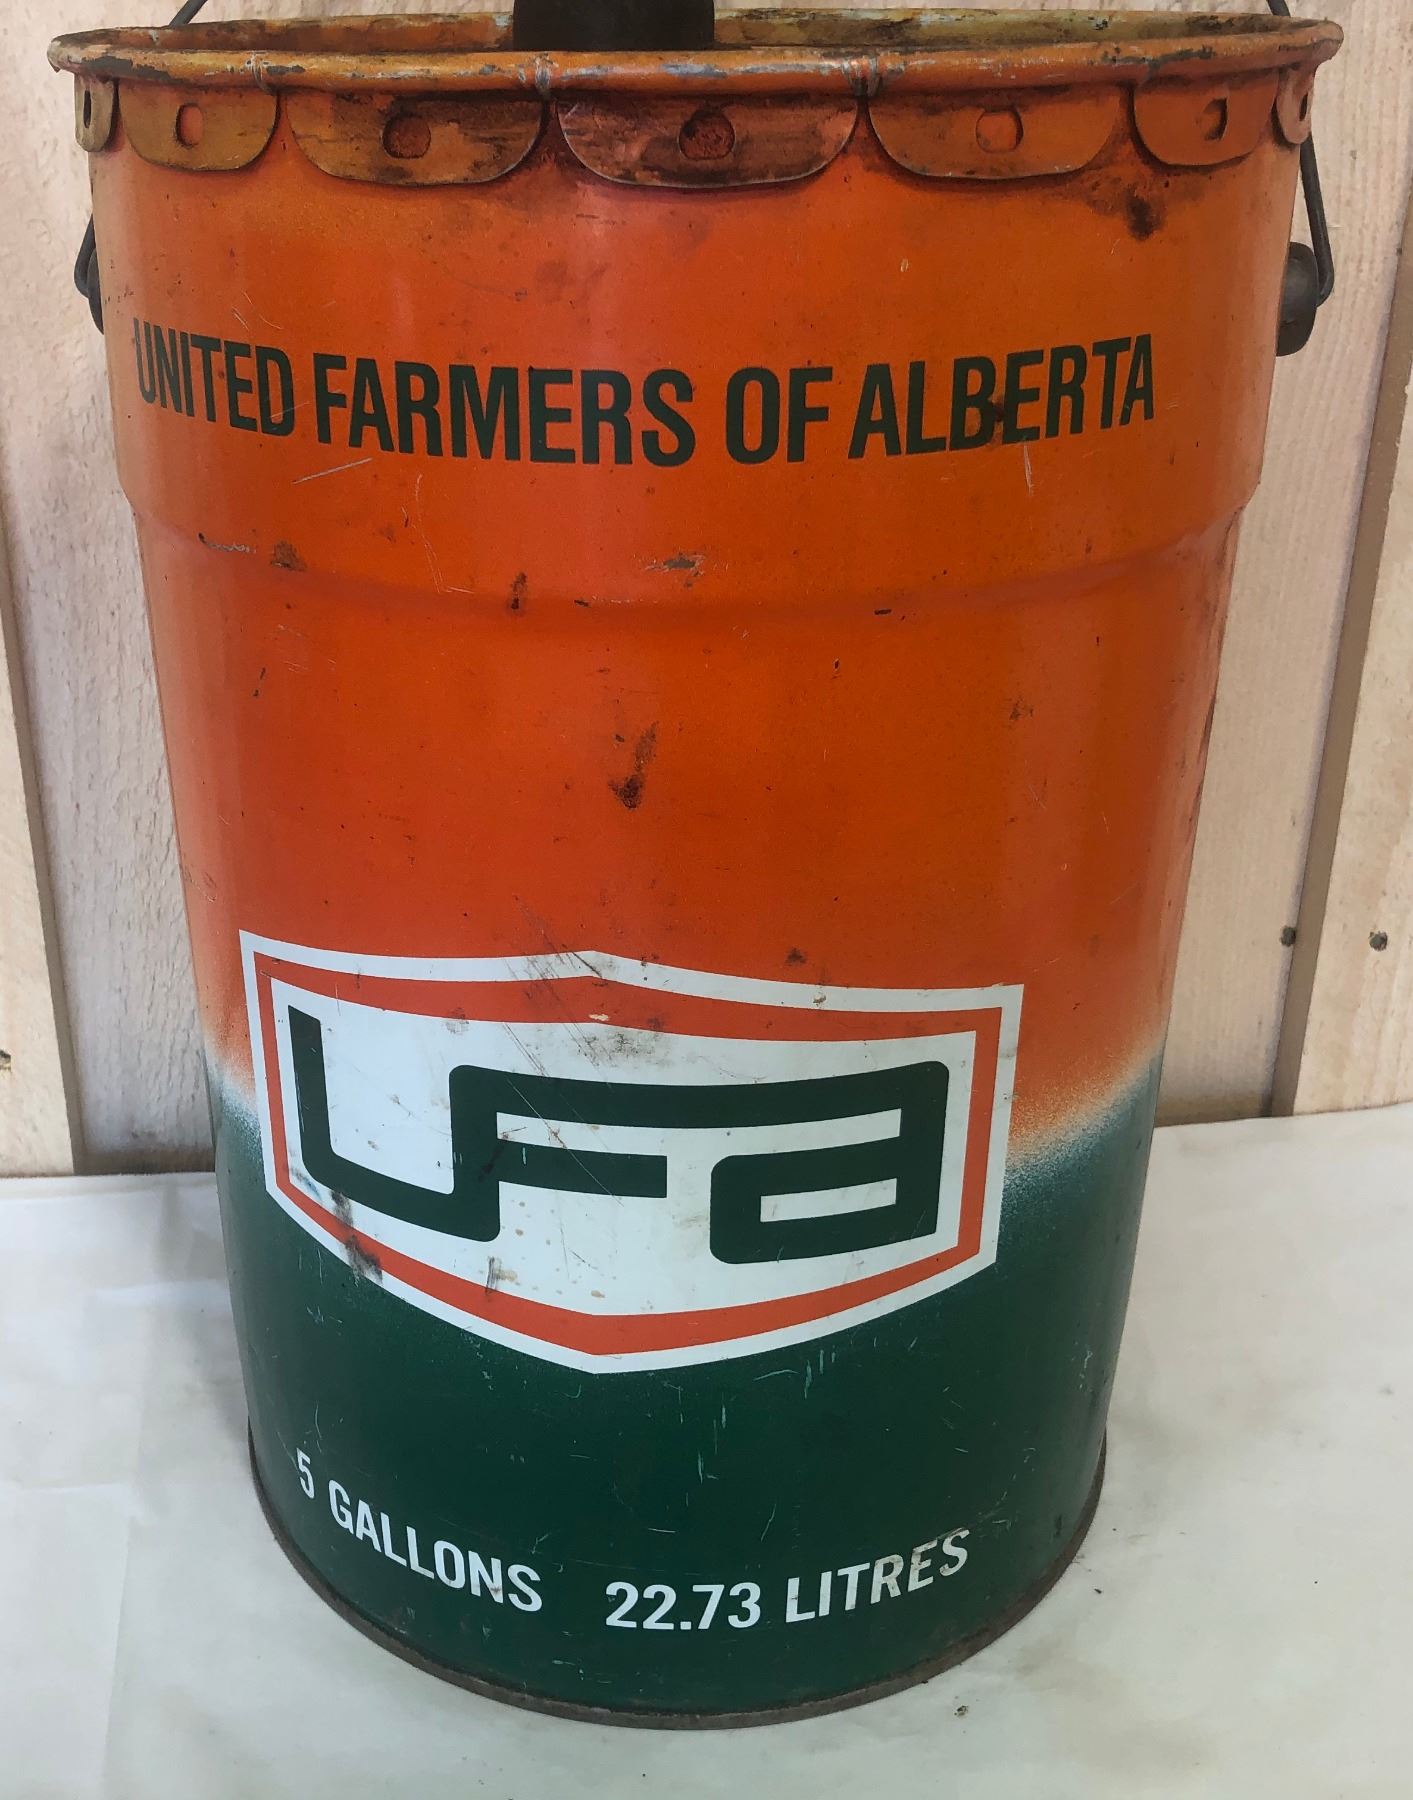 UNITED FARMERS OF ALBERTA
UFA
5 GALLONS 22.73 LITRES